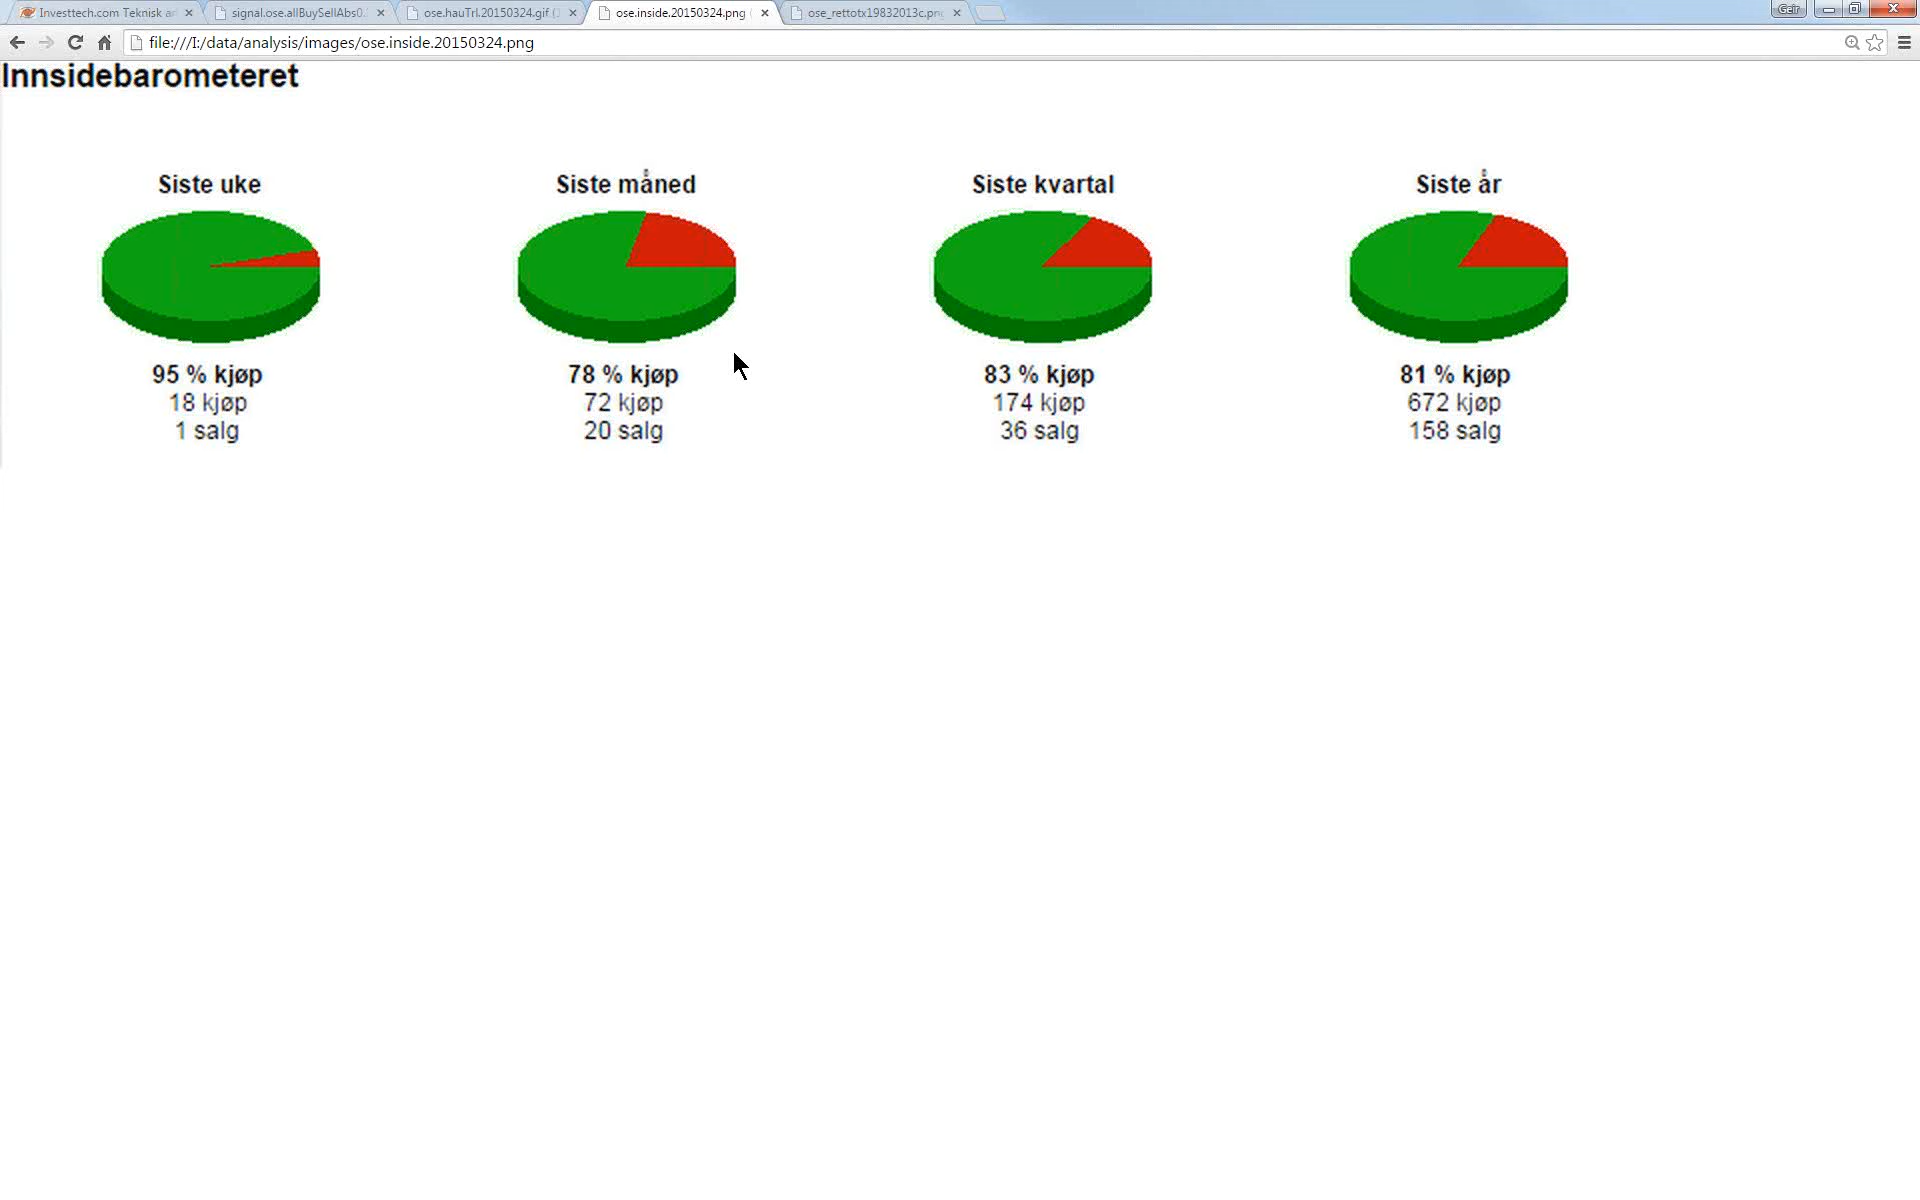 Investtech.com Teknisk a
signal.ose.allBuySellAbs0.
ose.hauTrl.20150324.gif (
ose.inside.20150324.png (
ose_rettotx19832013c.pn
Geir
file:///I:/data/analysis/images/ose.inside.20150324.png
Innsidebarometeret
Siste uke
95 % kjøp
18 kjøp
1 salg
Siste måned
78 % kjøp
72 kjøp
20 salg
Siste kvartal
83 % kjøp
174 kjøp
36 salg
Siste år
81 % kjøp
672 kjøp
158 salg